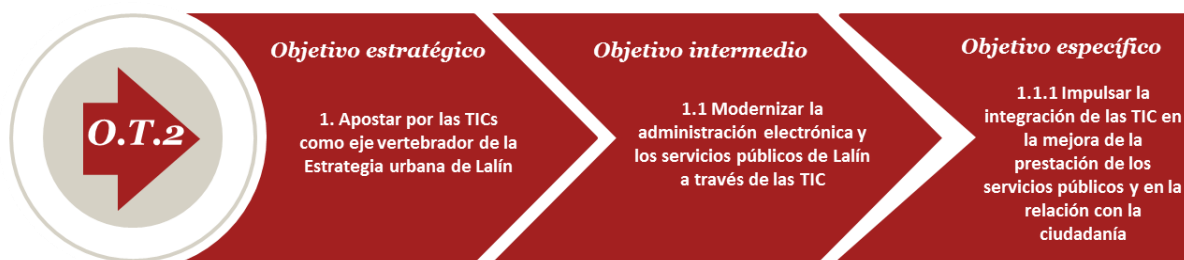 O.T.2
Objetivo estratégico
1. Apostar por las TICs
como eje vertebrador de la
Estrategia urbana de Lalín
Objetivo intermedio
1.1 Modernizar la
administración electrónica y
los servicios públicos de Lalín
a través de las TIC
Objetivo específico
1.1.1 Impulsar la
integración de las TIC en
la mejora de la
prestación de los
servicios públicos y en la
relación con la
ciudadanía